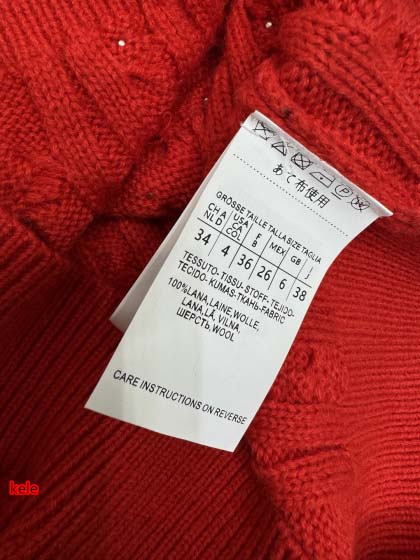 あて布使用
GRÖSSE TAILLE TALLA SIZE TAGLIA
CH A USA F MEX GB J
NL D CA B
COL
34 4 36 26 6 38
TESSUTO-TISSU-STOFF-TEJIDO-
TECIDO-KUMAS-ТКАНЬ-FABRIC
100%LANA,LAINE,WOLLE,
LANA,LÃ,VILNA,
ШЕРСТЬ,WOOL
CARE INSTRUCTIONS ON REVERSE
kele